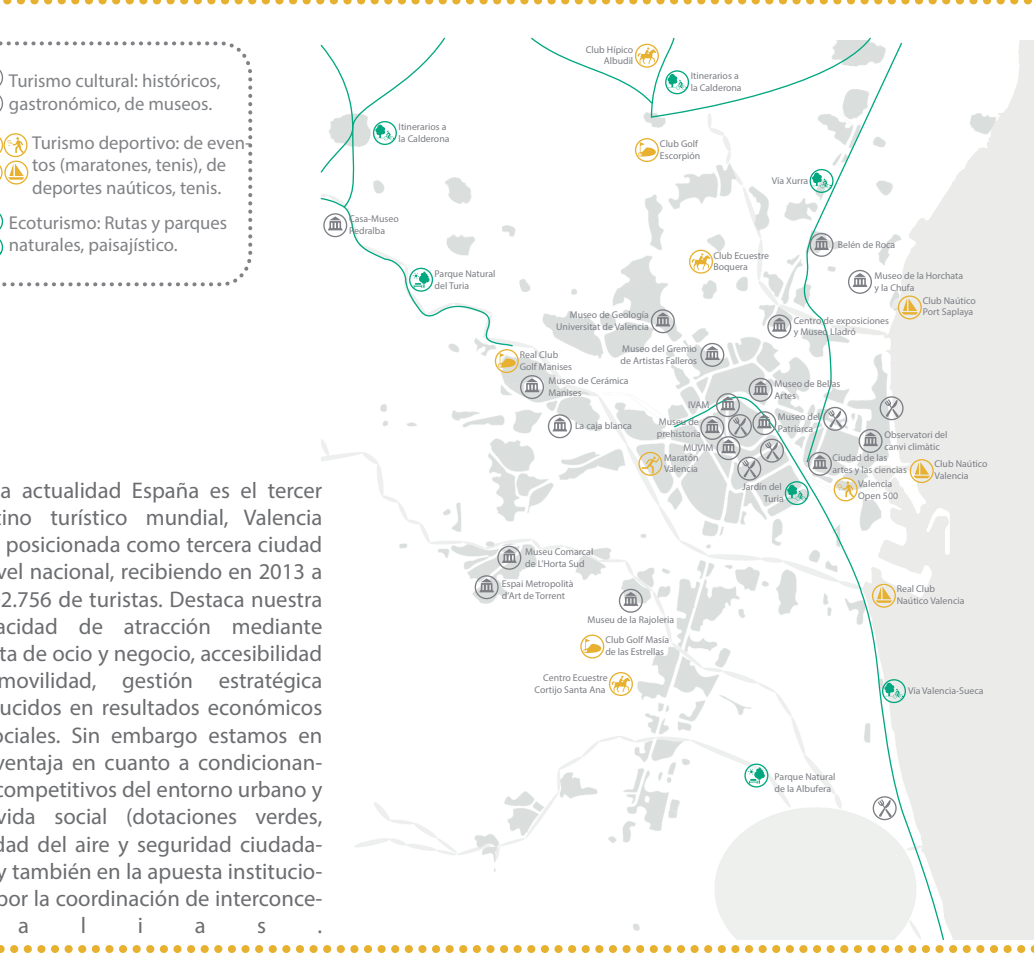 Turismo cultural: históricos,
gastronómico, de museos.
Turismo deportivo: de even-
tos (maratones, tenis), de
deportes naúticos, tenis.
Ecoturismo: Rutas y parques
naturales, paisajístico.
a actualidad España es el tercer
tino turístico mundial, Valencia
posicionada como tercera ciudad
vel nacional, recibiendo en 2013 a
2.756 de turistas. Destaca nuestra
acidad de atracción mediante
ta de ocio y negocio, accesibilidad
movilidad, gestión estratégica
ucidos en resultados económicos
ociales. Sin embargo estamos en
ventaja en cuanto a condicionan-
competitivos del entorno urbano y
vida social (dotaciones verdes,
dad del aire y seguridad ciudada-
y también en la apuesta institucio-
por la coordinación de interconce-
a l i a s .
Club Hípico
Albudil
Itinerarios a
la Calderona
Itinerarios a
la Calderona
Club Golf
Escorpión
Vía Xurra
Casa-Museo
Pedralba
Belén de Roca
Club Ecuestre
Boquera
Parque Natural
del Turia
Museo de la Horchata
y la Chufa
Club Naútico
Port Saplaya
Museo de Geología
Universitat de Valencia
Centro de exposiciones
y Museo Lladró
Museo del Gremio
de Artistas Falleros
Real Club
Golf Manises
Museo de Cerámica
Manises
Museo de Bellas
Artes
IVAM
La caja blanca
Museo de
prehistoria
Museo del
Patriarca
MUVIM
Observatori del
canvi climàtic
Maratón
Valencia
Ciudad de las
artes y las ciencias
Club Naútico
Valencia
Jardín del
Turia
Valencia
Open 500
Museu Comarcal
de L'Horta Sud
Espai Metropolità
d'Art de Torrent
Museu de la Rajoleria
Real Club
Naútico Valencia
Club Golf Masía
de las Estrellas
Centro Ecuestre
Cortijo Santa Ana
Vía Valencia-Sueca
Parque Natural
de la Albufera